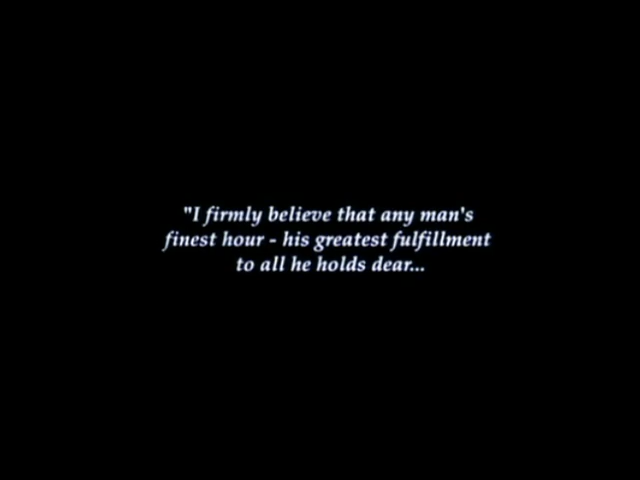 "I firmly believe that any man's
finest hour - his greatest fulfillment
to all he holds dear...